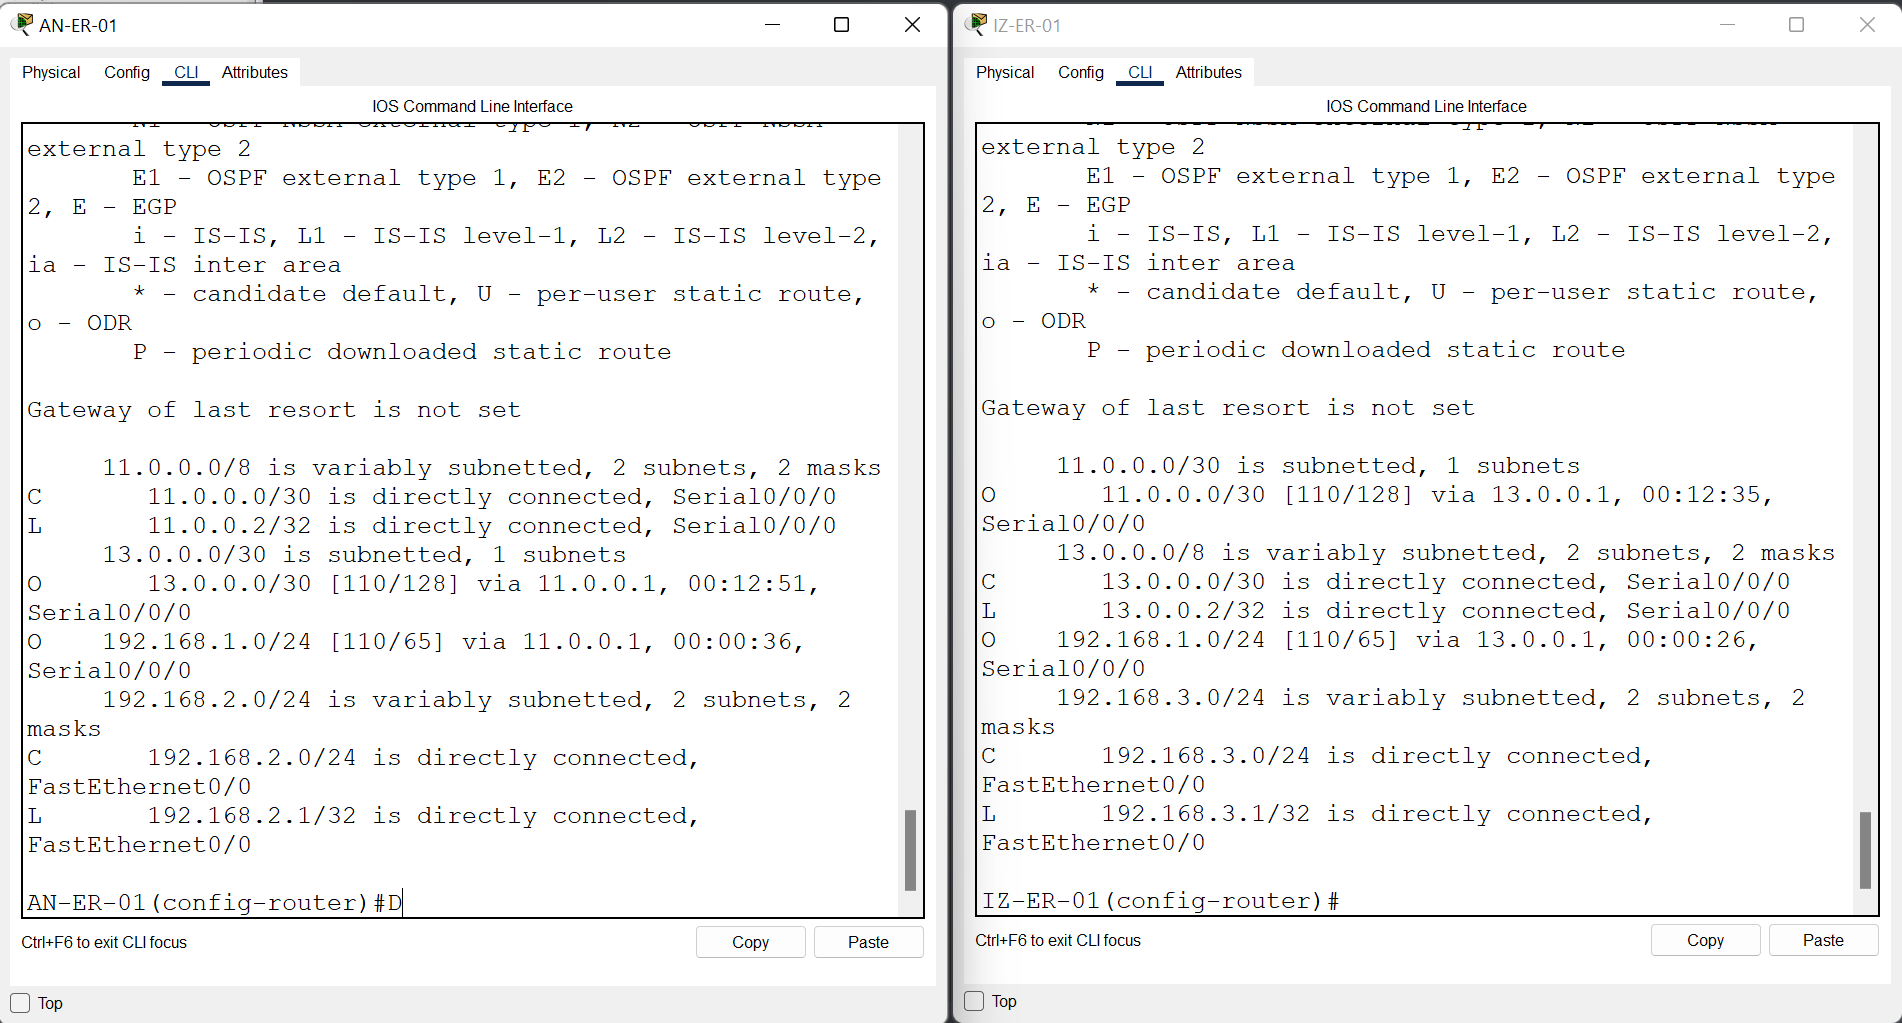 AN-ER-01
Physical Config CLI Attributes
IOS Command Line Interface
N1 - OSPF NSSA external type 1, N2 - OSPF NSSA
external type 2
E1 - OSPF external type 1, E2 - OSPF external type
2, E - EGP
i - IS-IS, L1 - IS-IS level-1, L2 - IS-IS level-2,
ia - IS-IS inter area
* - candidate default, U - per-user static route,
o - ODR
P - periodic downloaded static route
Gateway of last resort is not set
11.0.0.0/8 is variably subnetted, 2 subnets, 2 masks
C 11.0.0.0/30 is directly connected, Serial0/0/0
L 11.0.0.2/32 is directly connected, Serial0/0/0
13.0.0.0/30 is subnetted, 1 subnets
O 13.0.0.0/30 [110/128] via 11.0.0.1, 00:12:51,
Serial0/0/0
O 192.168.1.0/24 [110/65] via 11.0.0.1, 00:00:36,
Serial0/0/0
192.168.2.0/24 is variably subnetted, 2 subnets, 2
masks
C 192.168.2.0/24 is directly connected,
FastEthernet0/0
L 192.168.2.1/32 is directly connected,
FastEthernet0/0
AN-ER-01(config-router)#D
Ctrl+F6 to exit CLI focus
Copy
Paste
Top
IZ-ER-01
Physical Config CLI Attributes
IOS Command Line Interface
external type 2
E1 - OSPF external type 1, E2 - OSPF external type
2, E - EGP
i - IS-IS, L1 - IS-IS level-1, L2 - IS-IS level-2,
ia - IS-IS inter area
* - candidate default, U - per-user static route,
o - ODR
P - periodic downloaded static route
Gateway of last resort is not set
11.0.0.0/30 is subnetted, 1 subnets
O 11.0.0.0/30 [110/128] via 13.0.0.1, 00:12:35,
Serial0/0/0
13.0.0.0/8 is variably subnetted, 2 subnets, 2 masks
C 13.0.0.0/30 is directly connected, Serial0/0/0
L 13.0.0.2/32 is directly connected, Serial0/0/0
O 192.168.1.0/24 [110/65] via 13.0.0.1, 00:00:26,
Serial0/0/0
192.168.3.0/24 is variably subnetted, 2 subnets, 2
masks
C 192.168.3.0/24 is directly connected,
FastEthernet0/0
L 192.168.3.1/32 is directly connected,
FastEthernet0/0
IZ-ER-01(config-router)#
Ctrl+F6 to exit CLI focus
Copy
Paste
Top